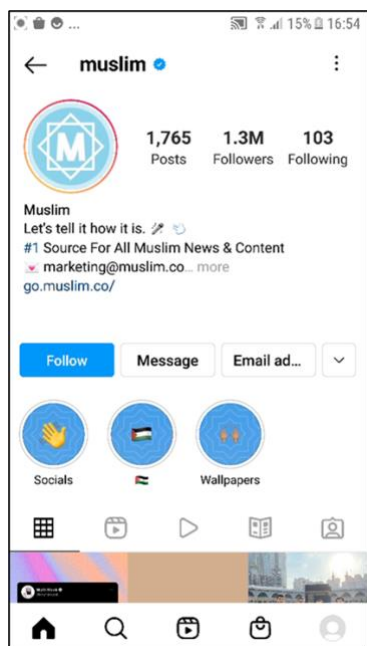 15% 16:54
muslim
M
1,765 1.3M 103
Posts Followers Following
Muslim
Let's tell it how it is.
#1 Source For All Muslim News & Content
marketing@muslim.co... more
go.muslim.co/
Follow Message Email ad...
Socials Wallpapers